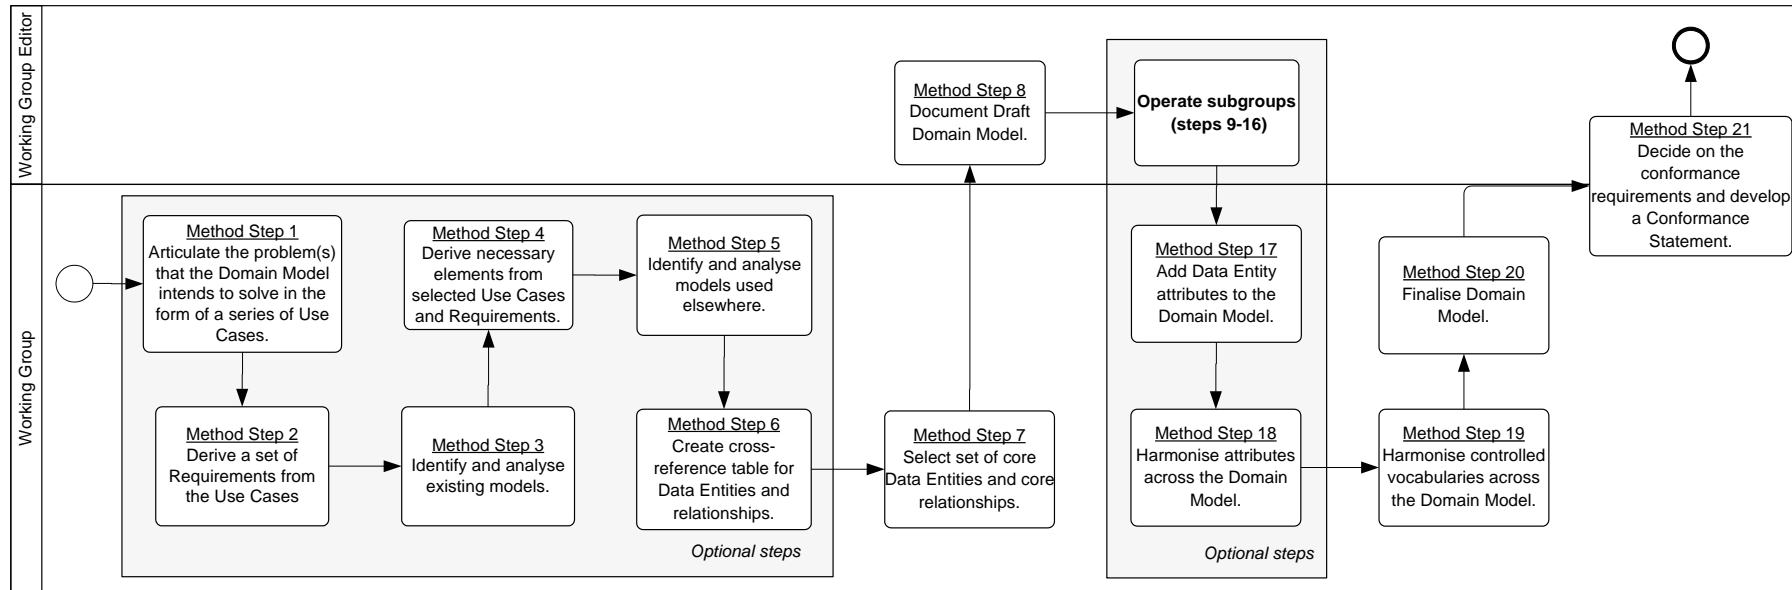 Working Group Editor
Working Group
Method Step 1
Articulate the problem(s)
that the Domain Model
intends to solve in the
form of a series of Use
Cases.
Method Step 2
Derive a set of
Requirements from
the Use Cases
Method Step 3
Identify and analyse
existing models.
Method Step 4
Derive necessary
elements from
selected Use Cases
and Requirements.
Method Step 5
Identify and analyse
models used
elsewhere.
Method Step 6
Create cross-
reference table for
Data Entities and
relationships.
Optional steps
Method Step 7
Select set of core
Data Entities and core
relationships.
Method Step 8
Document Draft
Domain Model.
Operate subgroups
(steps 9-16)
Method Step 17
Add Data Entity
attributes to the
Domain Model.
Method Step 18
Harmonise attributes
across the Domain
Model.
Optional steps
Method Step 19
Harmonise controlled
vocabularies across
the Domain Model.
Method Step 20
Finalise Domain
Model.
Method Step 21
Decide on the
conformance
requirements and develop
a Conformance
Statement.